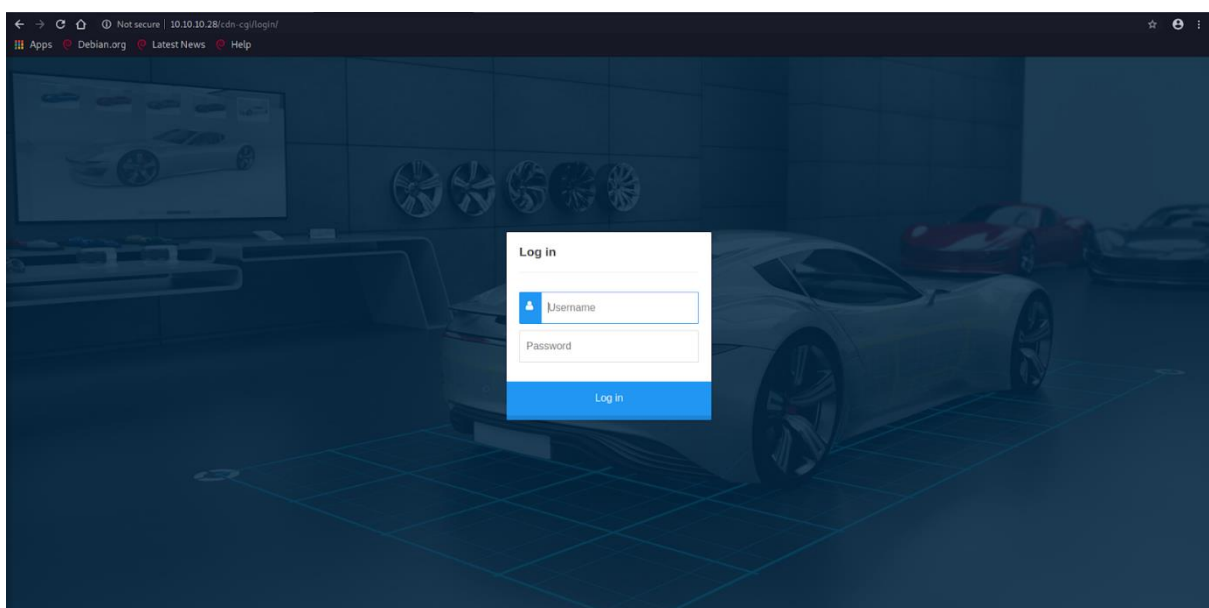 Not secure | 10.10.10.28/cdn-cgi/login/
Apps Debian.org Latest News Help
Log in
Username
Password
Log in